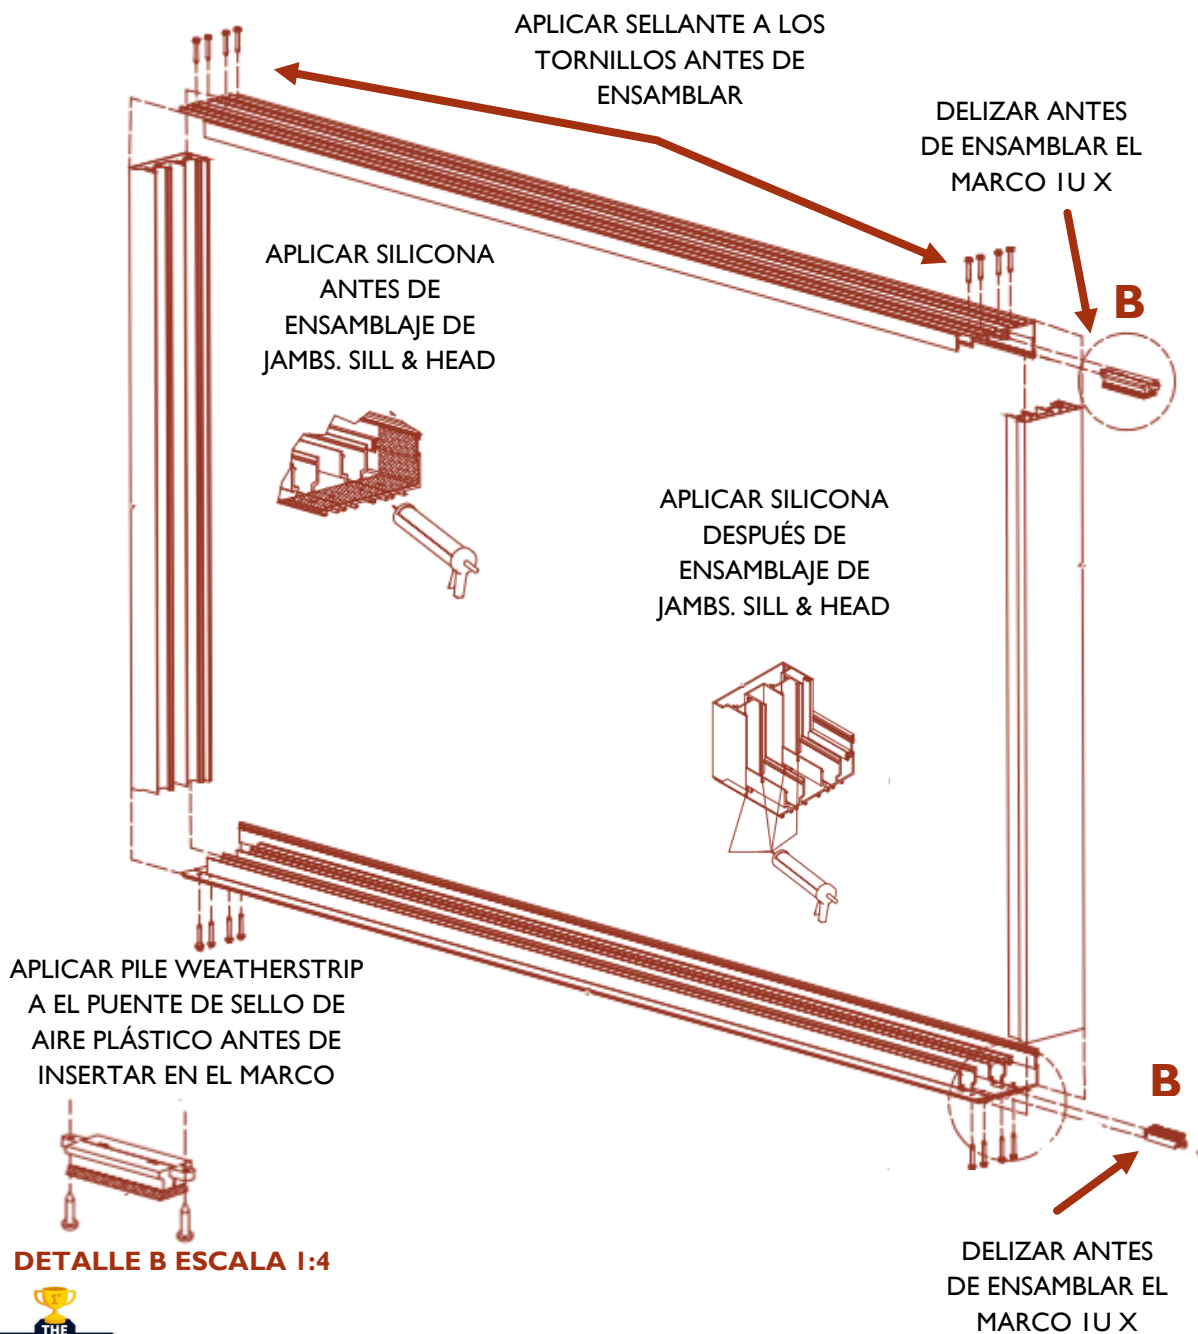 APLICAR SELLANTE A LOS
TORNILLOS ANTES DE
ENSAMBLAR
DELIZAR ANTES
DE ENSAMBLAR EL
MARCO 1U X
B
APLICAR SILICONA
ANTES DE
ENSAMBLAJE DE
JAMBS. SILL & HEAD
APLICAR SILICONA
DESPUÉS DE
ENSAMBLAJE DE
JAMBS. SILL & HEAD
APLICAR PILE WEATHERSTRIP
A EL PUENTE DE SELLO DE
AIRE PLÁSTICO ANTES DE
INSERTAR EN EL MARCO
B
DETALLE B ESCALA 1:4
DELIZAR ANTES
DE ENSAMBLAR EL
MARCO 1U X
1st
THE